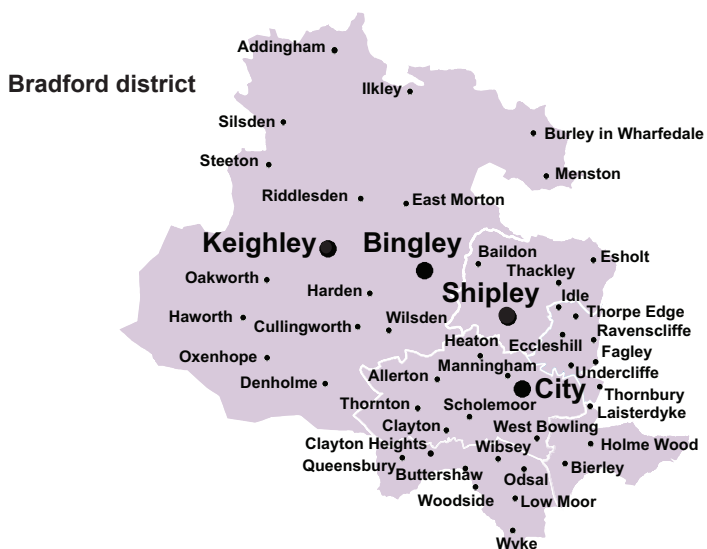 Addingham
Bradford district
Ilkley
Silsden
Burley in Wharfedale
Steeton
Menston
Riddlesden
East Morton
Keighley
Bingley
Baildon
Esholt
Thackley
Oakworth
Harden
Shipley
Idle
Haworth
Cullingworth
Wilsden
Thorpe Edge
Ravenscliffe
Heaton
Eccleshill
Oxenhope
Fagley
Manningham
Undercliffe
Denholme
Allerton
City
Thornbury
Thornton
Scholemoor
Laisterdyke
Clayton
West Bowling
Clayton Heights
Wibsey
Holme Wood
Queensbury
Buttershaw
Odsal
Bierley
Woodside
Low Moor
Wyke